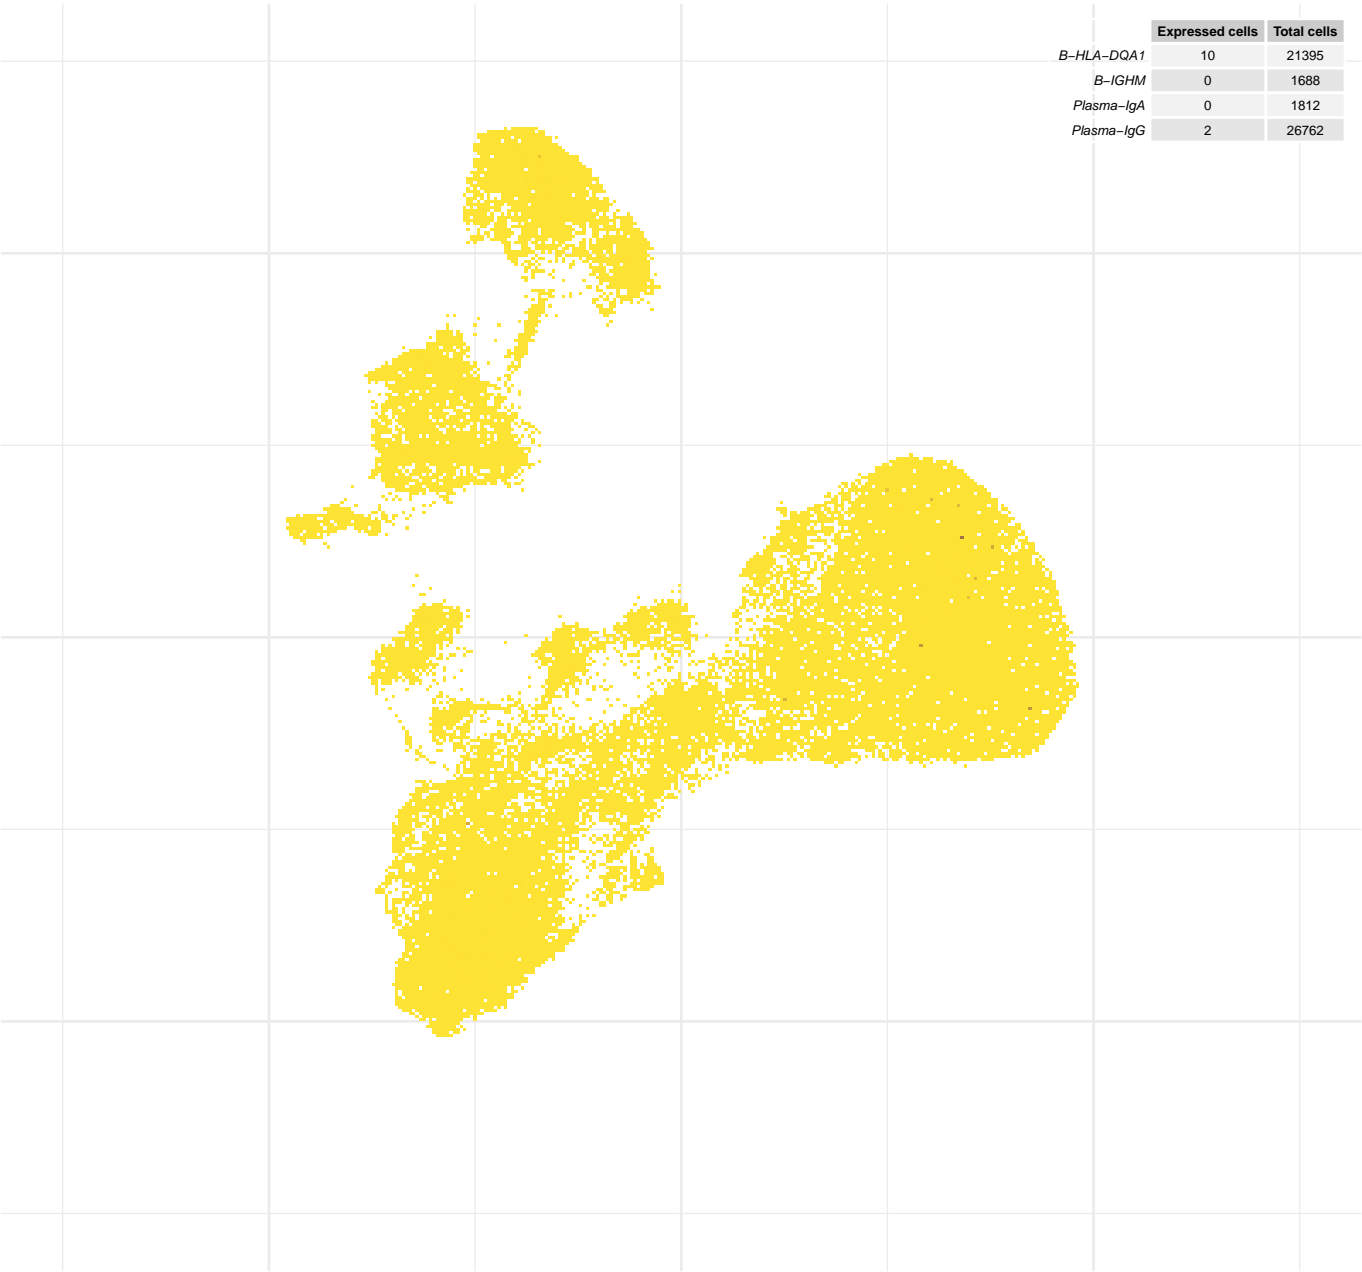 Expressed cells Total cells
B−HLA−DQA1 10 21395
B−IGHM 0 1688
Plasma−IgA 0 1812
Plasma−IgG 2 26762